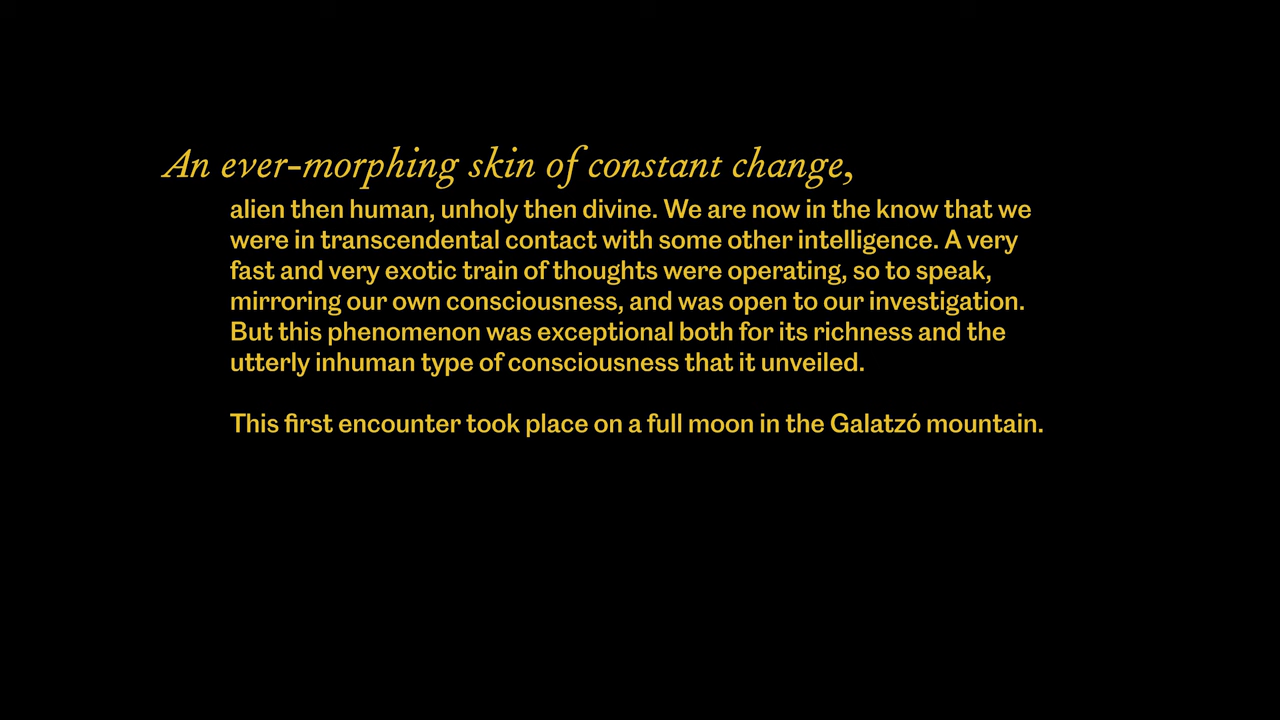 An ever-morphing skin of constant change,
alien then human, unholy then divine. We are now in the know that we
were in transcendental contact with some other intelligence. A very
fast and very exotic train of thoughts were operating, so to speak,
mirroring our own consciousness, and was open to our investigation.
But this phenomenon was exceptional both for its richness and the
utterly inhuman type of consciousness that it unveiled.
This first encounter took place on a full moon in the Galatzó mountain.